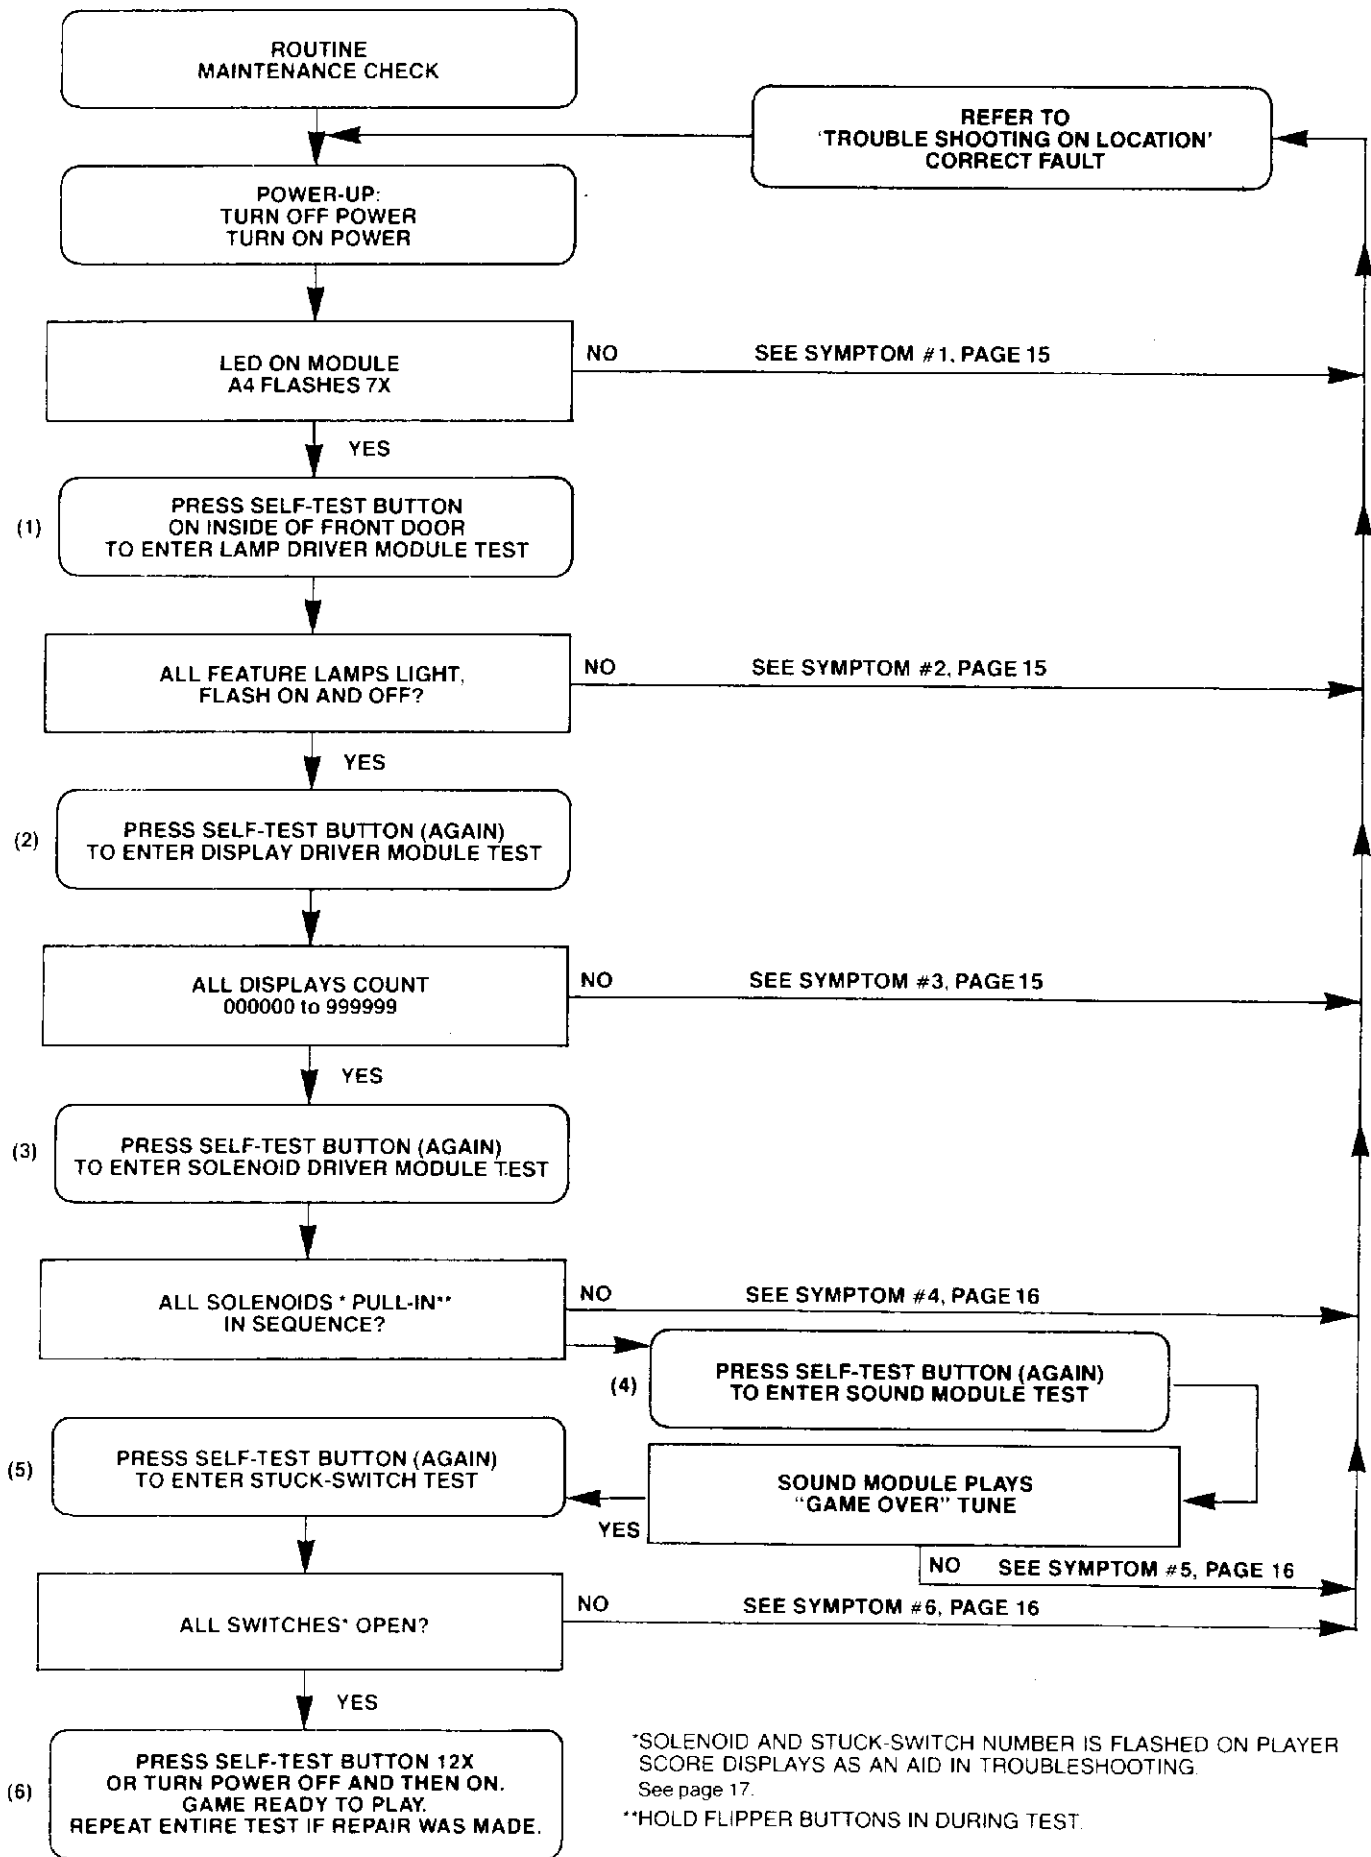 ROUTINE
MAINTENANCE CHECK
REFER TO
'TROUBLE SHOOTING ON LOCATION'
CORRECT FAULT
POWER-UP:
TURN OFF POWER
TURN ON POWER
LED ON MODULE
A4 FLASHES 7X
NO
SEE SYMPTOM #1, PAGE 15
YES
(1)
PRESS SELF-TEST BUTTON
ON INSIDE OF FRONT DOOR
TO ENTER LAMP DRIVER MODULE TEST
ALL FEATURE LAMPS LIGHT,
FLASH ON AND OFF?
NO
SEE SYMPTOM #2, PAGE 15
YES
(2)
PRESS SELF-TEST BUTTON (AGAIN)
TO ENTER DISPLAY DRIVER MODULE TEST
ALL DISPLAYS COUNT
000000 to 999999
NO
SEE SYMPTOM #3, PAGE 15
YES
(3)
PRESS SELF-TEST BUTTON (AGAIN)
TO ENTER SOLENOID DRIVER MODULE TEST
ALL SOLENOIDS * PULL-IN**
IN SEQUENCE?
NO
SEE SYMPTOM #4, PAGE 16
(4)
PRESS SELF-TEST BUTTON (AGAIN)
TO ENTER SOUND MODULE TEST
(5)
PRESS SELF-TEST BUTTON (AGAIN)
TO ENTER STUCK-SWITCH TEST
SOUND MODULE PLAYS
"GAME OVER" TUNE
YES
NO
SEE SYMPTOM #5, PAGE 16
ALL SWITCHES* OPEN?
NO
SEE SYMPTOM #6, PAGE 16
YES
(6)
PRESS SELF-TEST BUTTON 12X
OR TURN POWER OFF AND THEN ON.
GAME READY TO PLAY.
REPEAT ENTIRE TEST IF REPAIR WAS MADE.
*SOLENOID AND STUCK-SWITCH NUMBER IS FLASHED ON PLAYER
SCORE DISPLAYS AS AN AID IN TROUBLESHOOTING.
See page 17.
**HOLD FLIPPER BUTTONS IN DURING TEST.